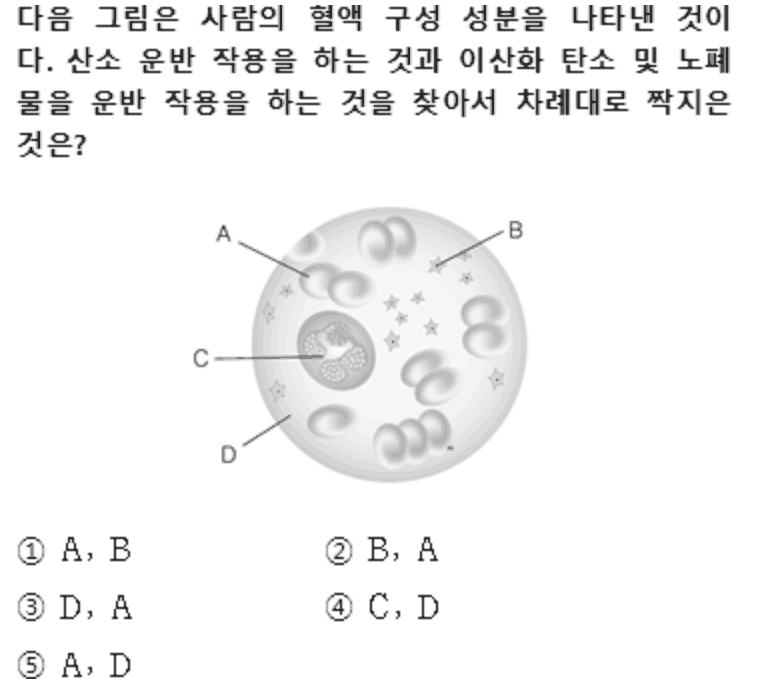 다음 그림은 사람의 혈액 구성 성분을 나타낸 것이
다. 산소 운반 작용을 하는 것과 이산화 탄소 및 노폐
물을 운반 작용을 하는 것을 찾아서 차례대로 짝지은
것은?
A
B
C
D
① A, B
② B, A
③ D, A
④ C, D
⑤ A, D